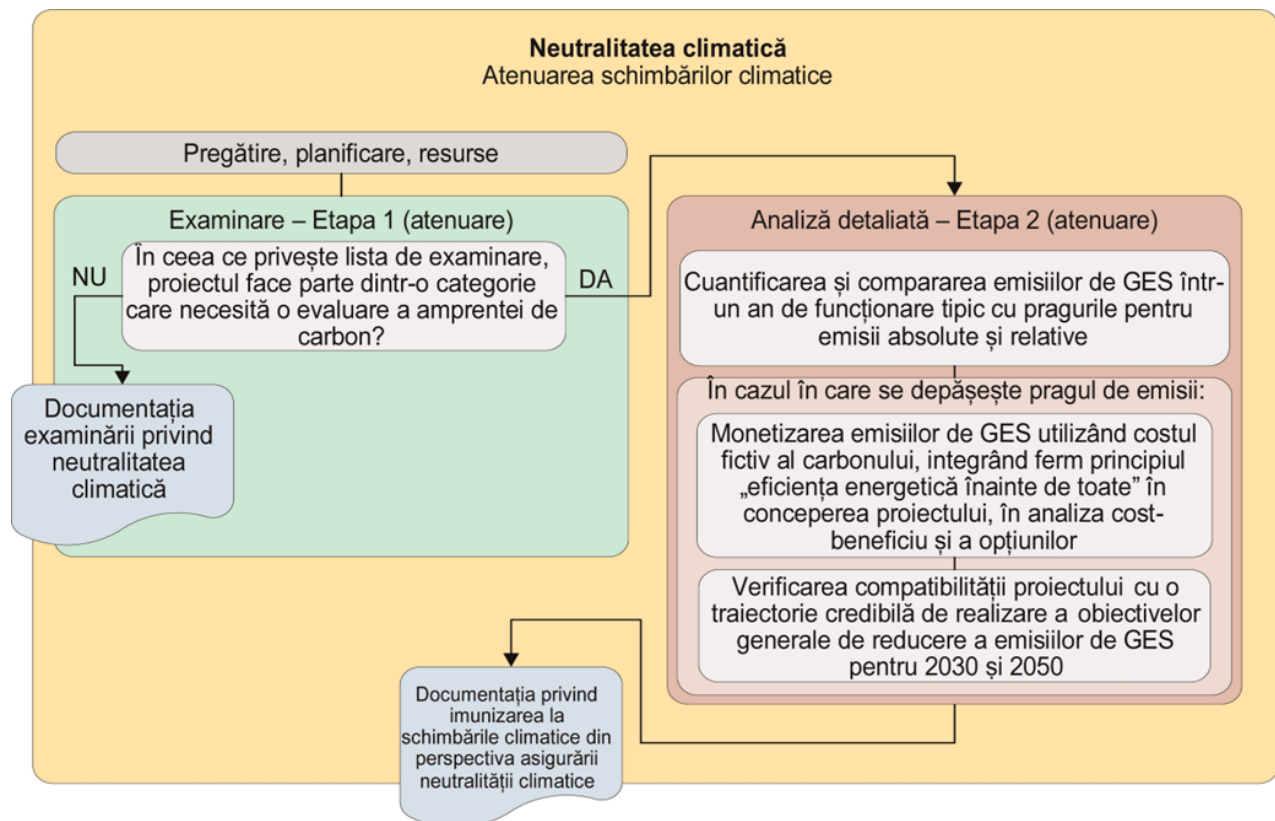 Neutralitatea climatică
Atenuarea schimbărilor climatice
Pregătire, planificare, resurse
Examinare – Etapa 1 (atenuare)
În ceea ce privește lista de examinare,
proiectul face parte dintr-o categorie
care necesită o evaluare a amprentei de
carbon?
NU
DA
Documentația
examinării privind
neutralitatea
climatică
Analiză detaliată – Etapa 2 (atenuare)
Cuantificarea și compararea emisiilor de GES într-
un an de funcționare tipic cu pragurile pentru
emisii absolute și relative
În cazul în care se depășește pragul de emisii:
Monetizarea emisiilor de GES utilizând costul
fictiv al carbonului, integrând ferm principiul
„eficiența energetică înainte de toate” în
conceperea proiectului, în analiza cost-
beneficiu și a opțiunilor
Verificarea compatibilității proiectului cu o
traiectorie credibilă de realizare a obiectivelor
generale de reducere a emisiilor de GES
pentru 2030 și 2050
Documentația privind
imunizarea la
schimbările climatice din
perspectiva asigurării
neutralității climatice